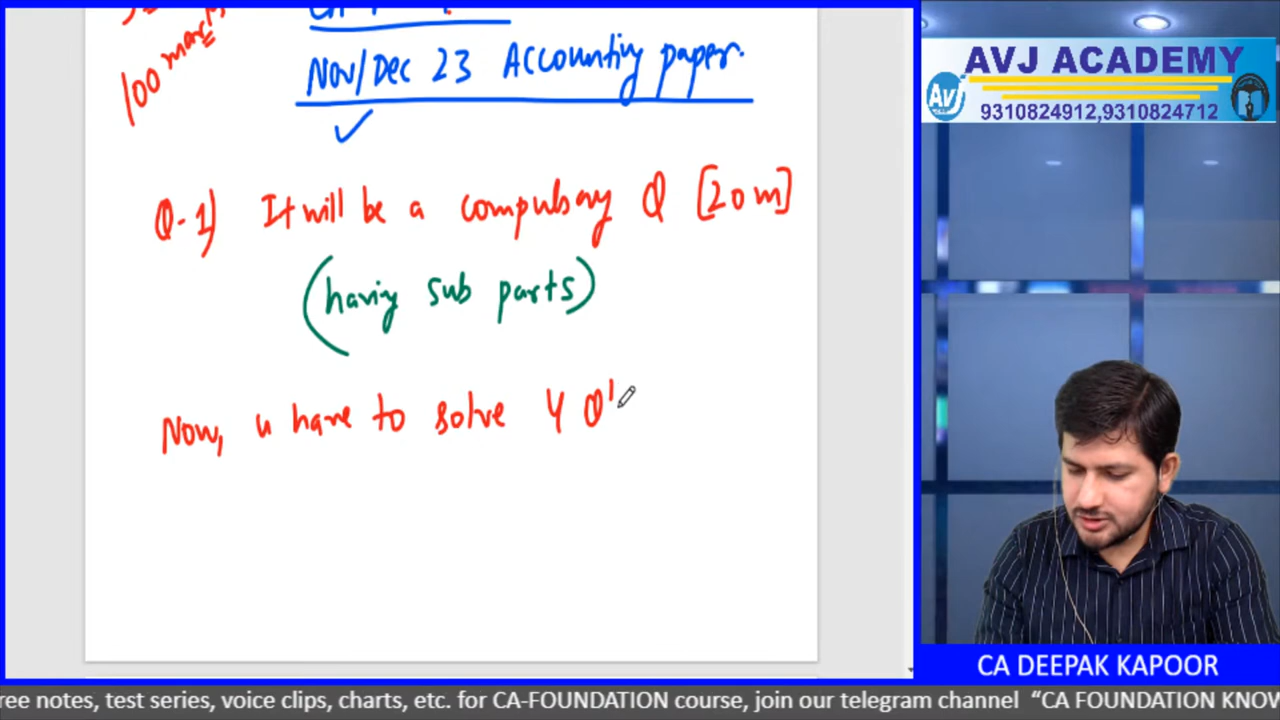 100 marks
Nov/Dec 23 Accounting paper.
Q-1) It will be a compulsory Q [20m]
(having sub parts)
Now, u have to solve 4 Q'
AVJ ACADEMY
AVJ
9310824912,9310824712
CA DEEPAK KAPOOR
ree notes, test series, voice clips, charts, etc. for CA-FOUNDATION course, join our telegram channel “CA FOUNDATION KNOW